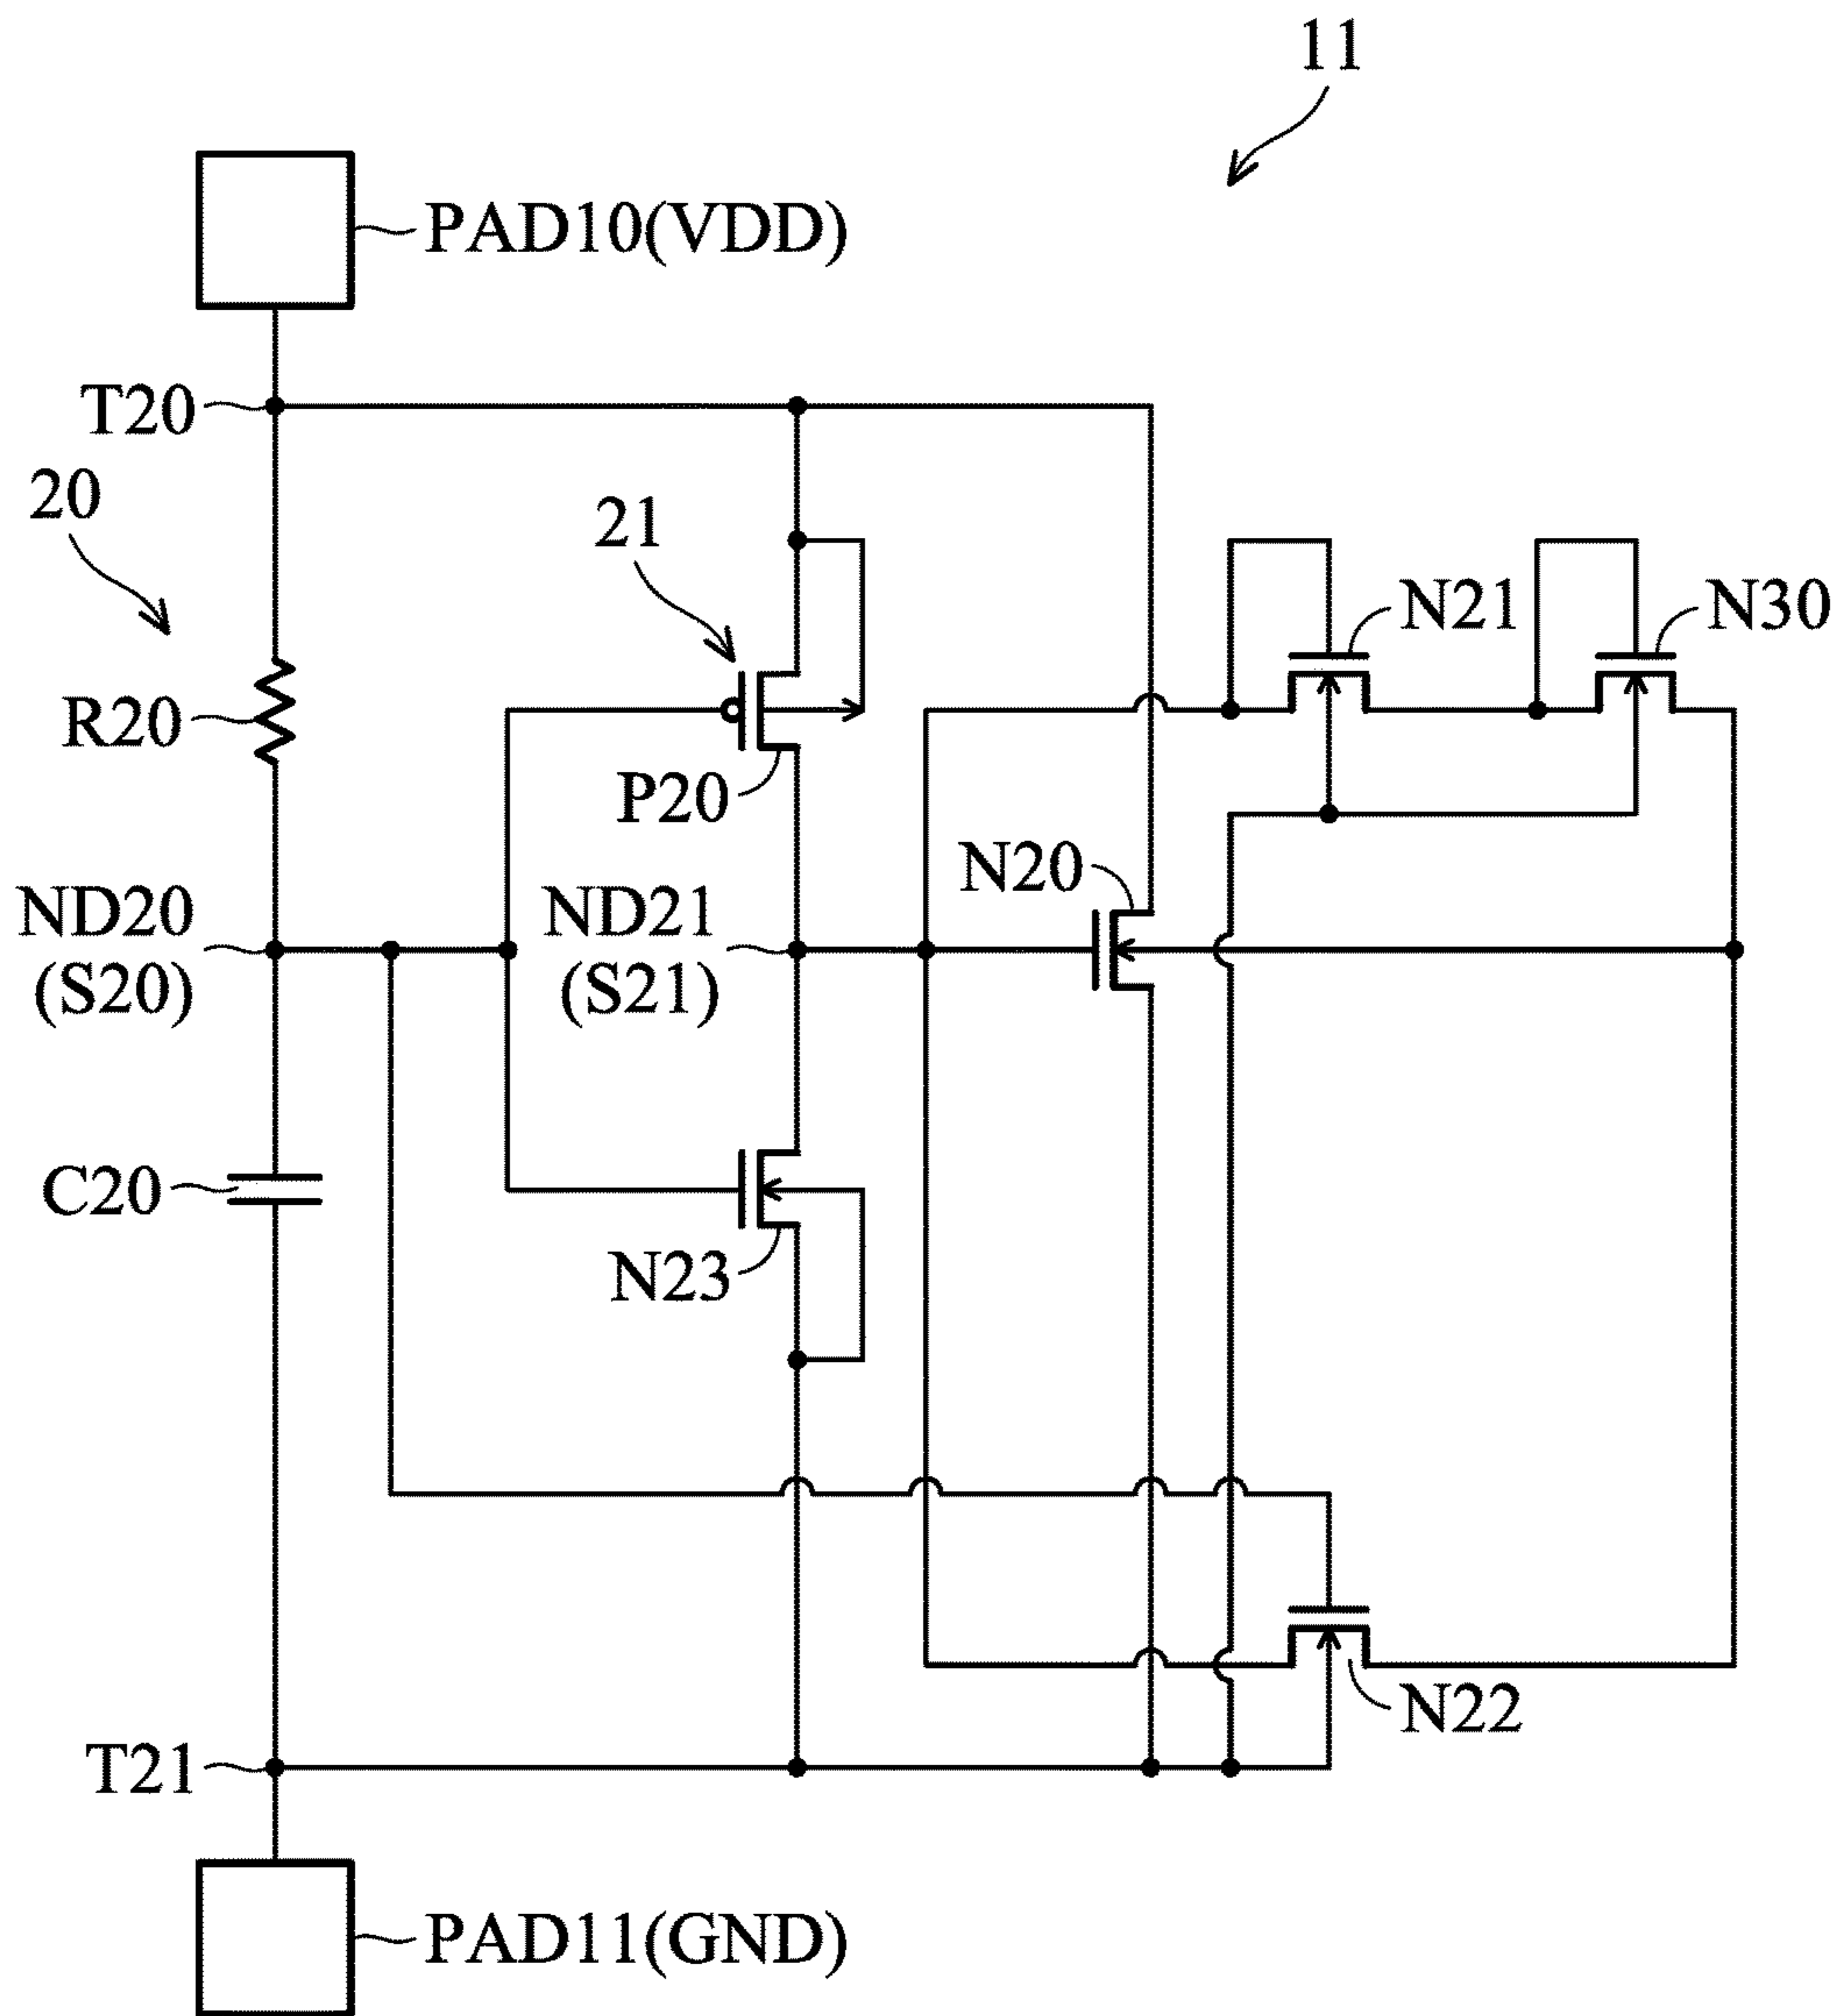 11
PAD10(VDD)
T20
20
21
N21
N30
R20
P20
N20
ND20
(S20)
ND21
(S21)
C20
N23
N22
T21
PAD11(GND)